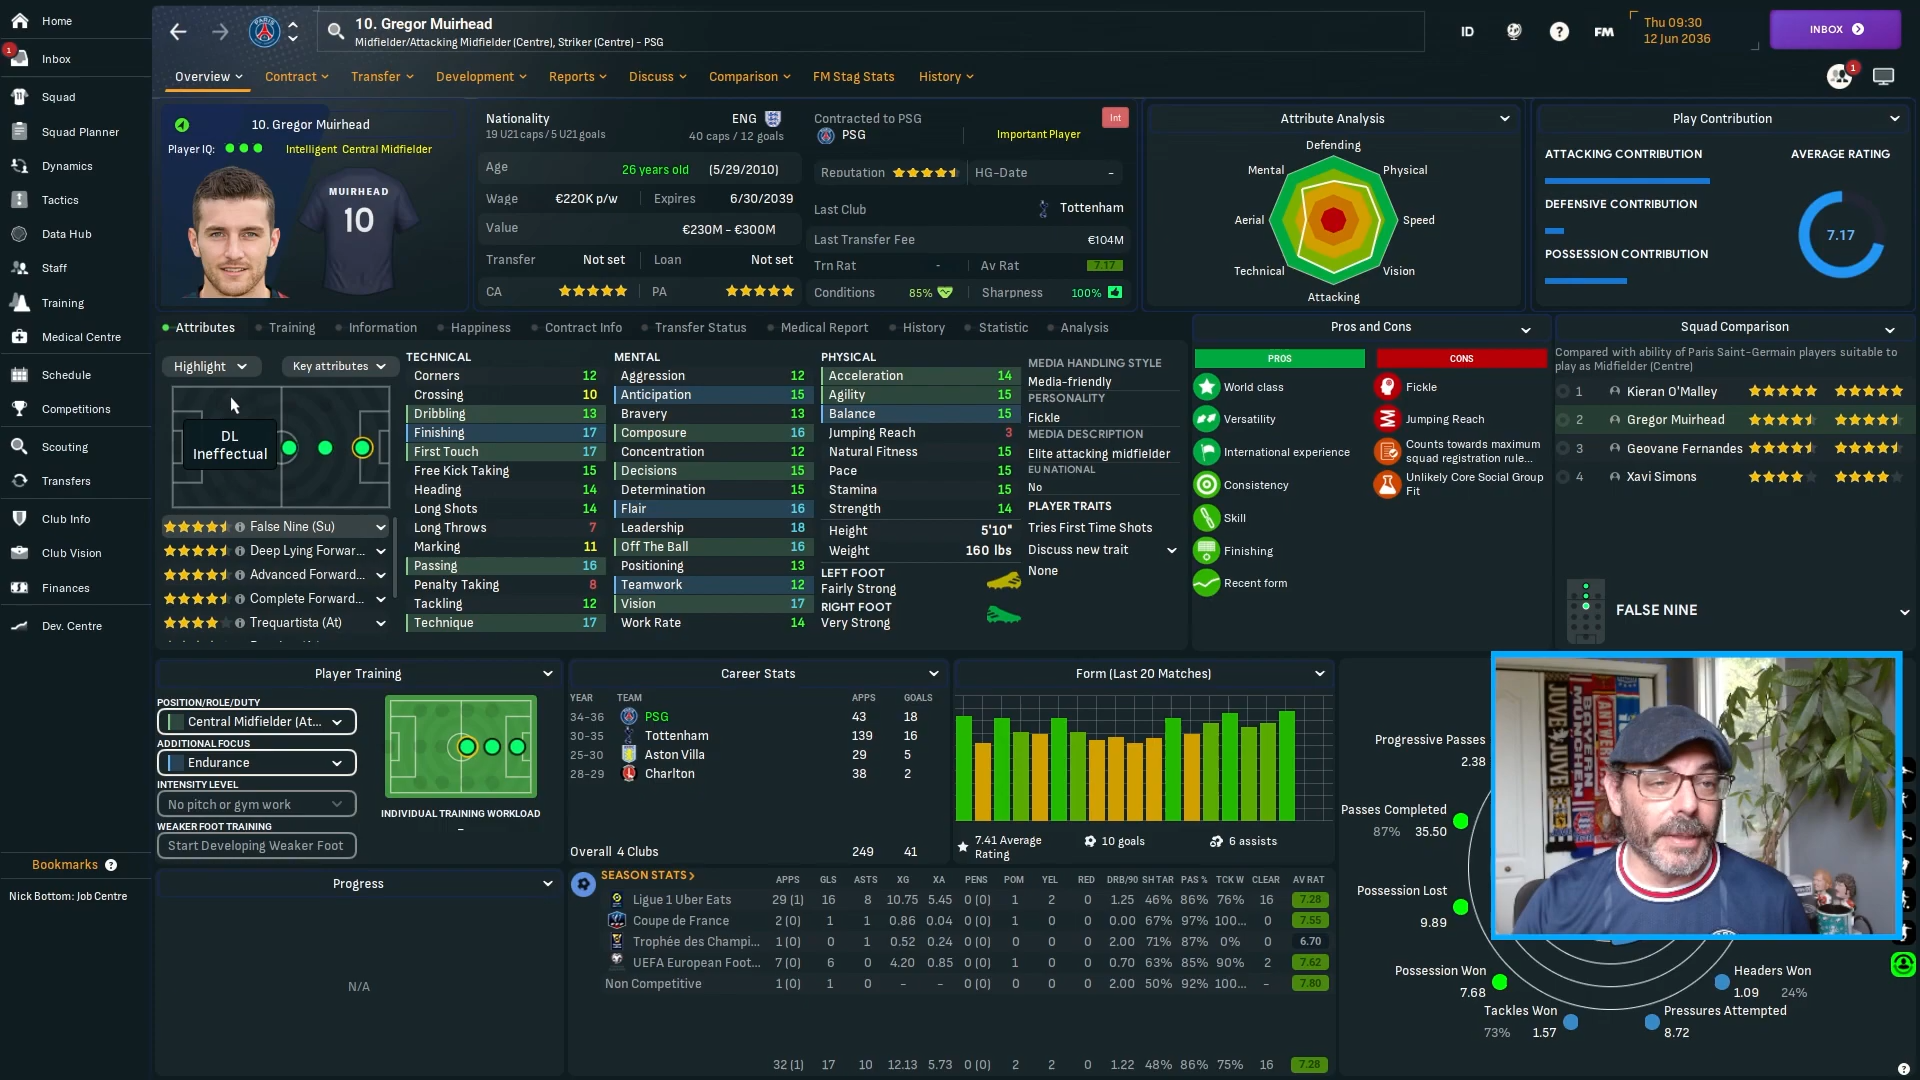 Home
Inbox
1
Squad
Squad Planner
Dynamics
Tactics
Data Hub
Staff
Training
Medical Centre
Schedule
Competitions
Scouting
Transfers
Club Info
Club Vision
Finances
Dev. Centre
Bookmarks ?
Nick Bottom: Job Centre
10. Gregor Muirhead
Midfielder/Attacking Midfielder (Centre), Striker (Centre) - PSG
ID
?
FM
Thu 09:30
12 Jun 2036
INBOX
Overview
Contract
Transfer
Development
Reports
Discuss
Comparison
FM Stag Stats
History
1
10. Gregor Muirhead
Player IQ:
Intelligent Central Midfielder
MUIRHEAD
10
Nationality ENG
19 U21 caps / 5 U21 goals 40 caps / 12 goals
Age 26 years old (5/29/2010)
Wage €220K p/w Expires 6/30/2039
Value €230M - €300M
Transfer Not set Loan Not set
CA PA
Contracted to PSG
PSG
Important Player
Int
Reputation HG-Date -
Last Club Tottenham
Last Transfer Fee €104M
Trn Rat - Av Rat 7.17
Conditions 85% Sharpness 100%
Attribute Analysis
Defending
Physical
Speed
Vision
Attacking
Technical
Aerial
Mental
Play Contribution
ATTACKING CONTRIBUTION
DEFENSIVE CONTRIBUTION
POSSESSION CONTRIBUTION
AVERAGE RATING
7.17
Attributes
Training
Information
Happiness
Contract Info
Transfer Status
Medical Report
History
Statistic
Analysis
Highlight
Key attributes
DL
Ineffectual
False Nine (Su)
Deep Lying Forwar...
Advanced Forward...
Complete Forward...
Trequartista (At)
TECHNICAL
Corners 12
Crossing 10
Dribbling 13
Finishing 17
First Touch 17
Free Kick Taking 15
Heading 14
Long Shots 14
Long Throws 7
Marking 11
Passing 16
Penalty Taking 8
Tackling 12
Technique 17
MENTAL
Aggression 12
Anticipation 15
Bravery 13
Composure 16
Concentration 12
Decisions 15
Determination 15
Flair 16
Leadership 18
Off The Ball 16
Positioning 13
Teamwork 12
Vision 17
Work Rate 14
PHYSICAL
Acceleration 14
Agility 15
Balance 15
Jumping Reach 3
Natural Fitness 15
Pace 15
Stamina 15
Strength 14
Height 5'10"
Weight 160 lbs
LEFT FOOT
Fairly Strong
RIGHT FOOT
Very Strong
MEDIA HANDLING STYLE
Media-friendly
PERSONALITY
Fickle
MEDIA DESCRIPTION
Elite attacking midfielder
EU NATIONAL
No
PLAYER TRAITS
Tries First Time Shots
Discuss new trait
None
Pros and Cons
PROS
World class
Versatility
International experience
Consistency
Skill
Finishing
Recent form
CONS
Fickle
Jumping Reach
Counts towards maximum
squad registration rule...
Unlikely Core Social Group
Fit
Squad Comparison
Compared with ability of Paris Saint-Germain players suitable to
play as Midfielder (Centre)
1 Kieran O'Malley
2 Gregor Muirhead
3 Geovane Fernandes
4 Xavi Simons
FALSE NINE
Player Training
POSITION/ROLE/DUTY
Central Midfielder (At...
ADDITIONAL FOCUS
Endurance
INTENSITY LEVEL
No pitch or gym work
WEAKER FOOT TRAINING
Start Developing Weaker Foot
INDIVIDUAL TRAINING WORKLOAD
-
Progress
N/A
Career Stats
YEAR TEAM APPS GOALS
34-36 PSG 43 18
30-35 Tottenham 139 16
25-30 Aston Villa 29 5
28-29 Charlton 38 2
Overall 4 Clubs 249 41
Form (Last 20 Matches)
7.41 Average
Rating
10 goals
6 assists
SEASON STATS APPS GLS ASTS XG XA PENS POM YEL RED DRB/90 SH TAR PAS % TCK W CLEAR AV RAT
Ligue 1 Uber Eats 29 (1) 16 8 10.75 5.45 0 (0) 1 2 0 1.25 46% 86% 76% 16 7.28
Coupe de France 2 (0) 1 1 0.86 0.04 0 (0) 1 0 0 0.00 67% 97% 100... 0 7.55
Trophée des Champi... 1 (0) 0 1 0.52 0.24 0 (0) 0 0 0 2.00 71% 87% 0% 0 6.70
UEFA European Foot... 7 (0) 6 0 4.20 0.85 0 (0) 1 0 0 0.70 63% 85% 90% 2 7.62
Non Competitive 1 (0) 1 0 - - 0 (0) 0 0 0 2.00 50% 92% 100... - 7.80
32 (1) 17 10 12.13 5.73 0 (0) 2 2 0 1.22 48% 86% 75% 16 7.28
Progressive Passes
2.38
Passes Completed
87% 35.50
Possession Lost
9.89
Possession Won
7.68
Tackles Won
73% 1.57
Headers Won
1.09 24%
Pressures Attempted
8.72
JUVE
BAYERN
MÜNCHEN
?